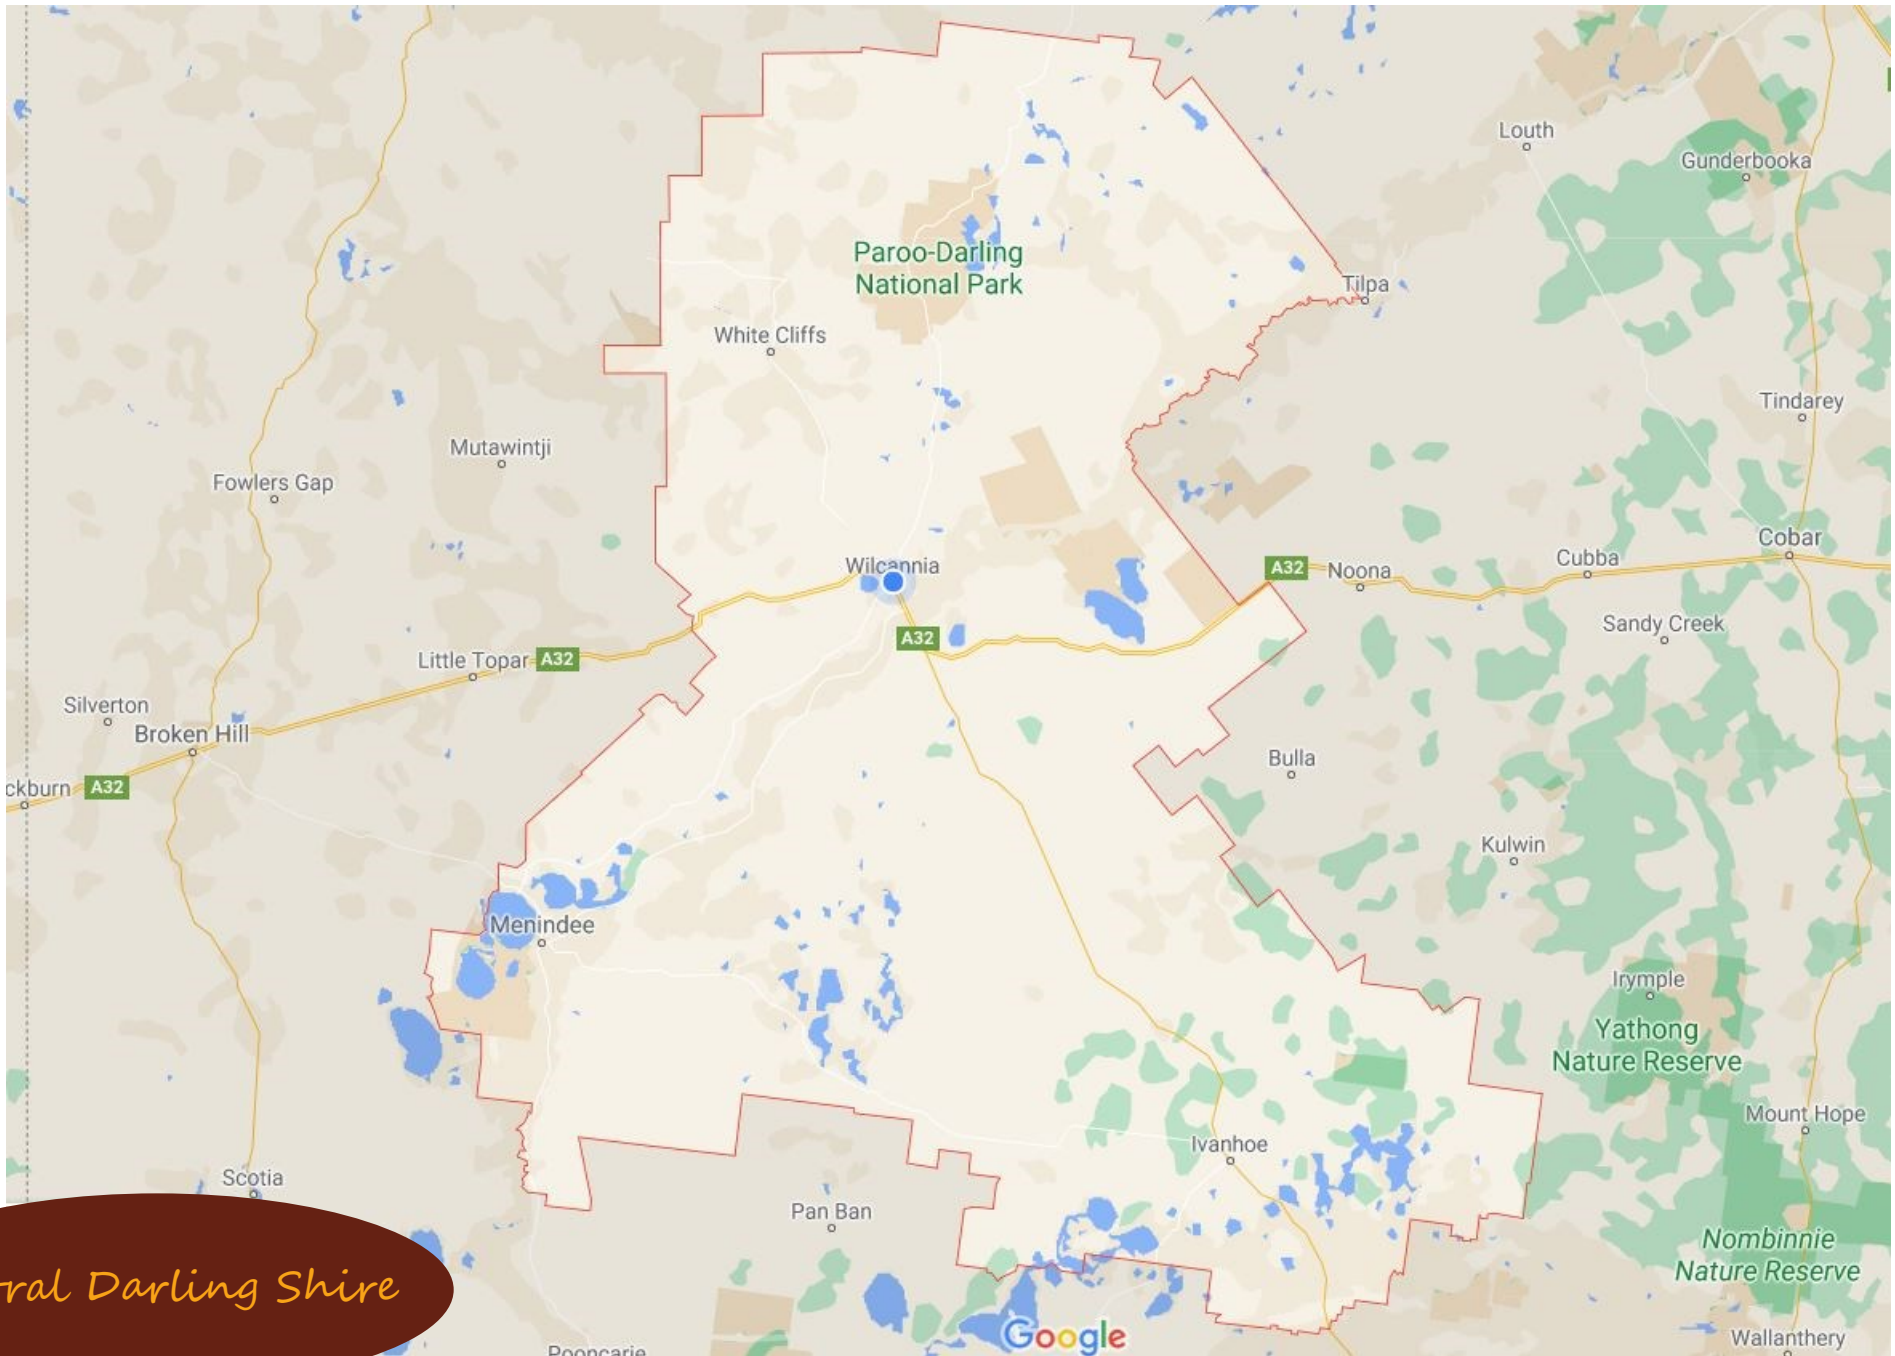 Louth
Gunderbooka
Paroo-Darling
National Park
Tilpa
White Cliffs
Tindarey
Mutawintji
Fowlers Gap
Cobar
Wilcannia
A32
Noona
Cubba
Sandy Creek
A32
Little Topar
A32
Silverton
Broken Hill
Bulla
ckburn
A32
Kulwin
Menindee
Irymple
Yathong
Nature Reserve
Mount Hope
Ivanhoe
Scotia
Pan Ban
Nombinnie
Nature Reserve
ral Darling Shire
Google
Wallanthery
Pooncarie